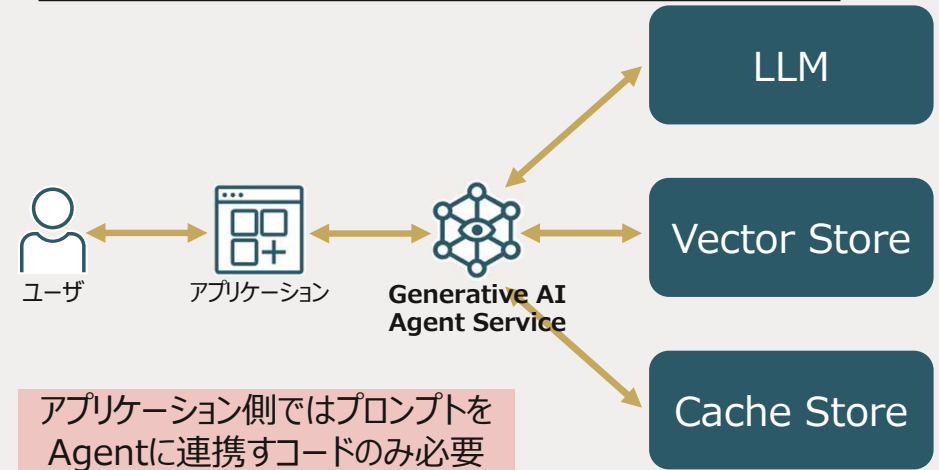 LLM
Vector Store
Cache Store
ユーザ
アプリケーション
Generative AI
Agent Service
アプリケーション側ではプロンプトを
Agentに連携すコードのみ必要